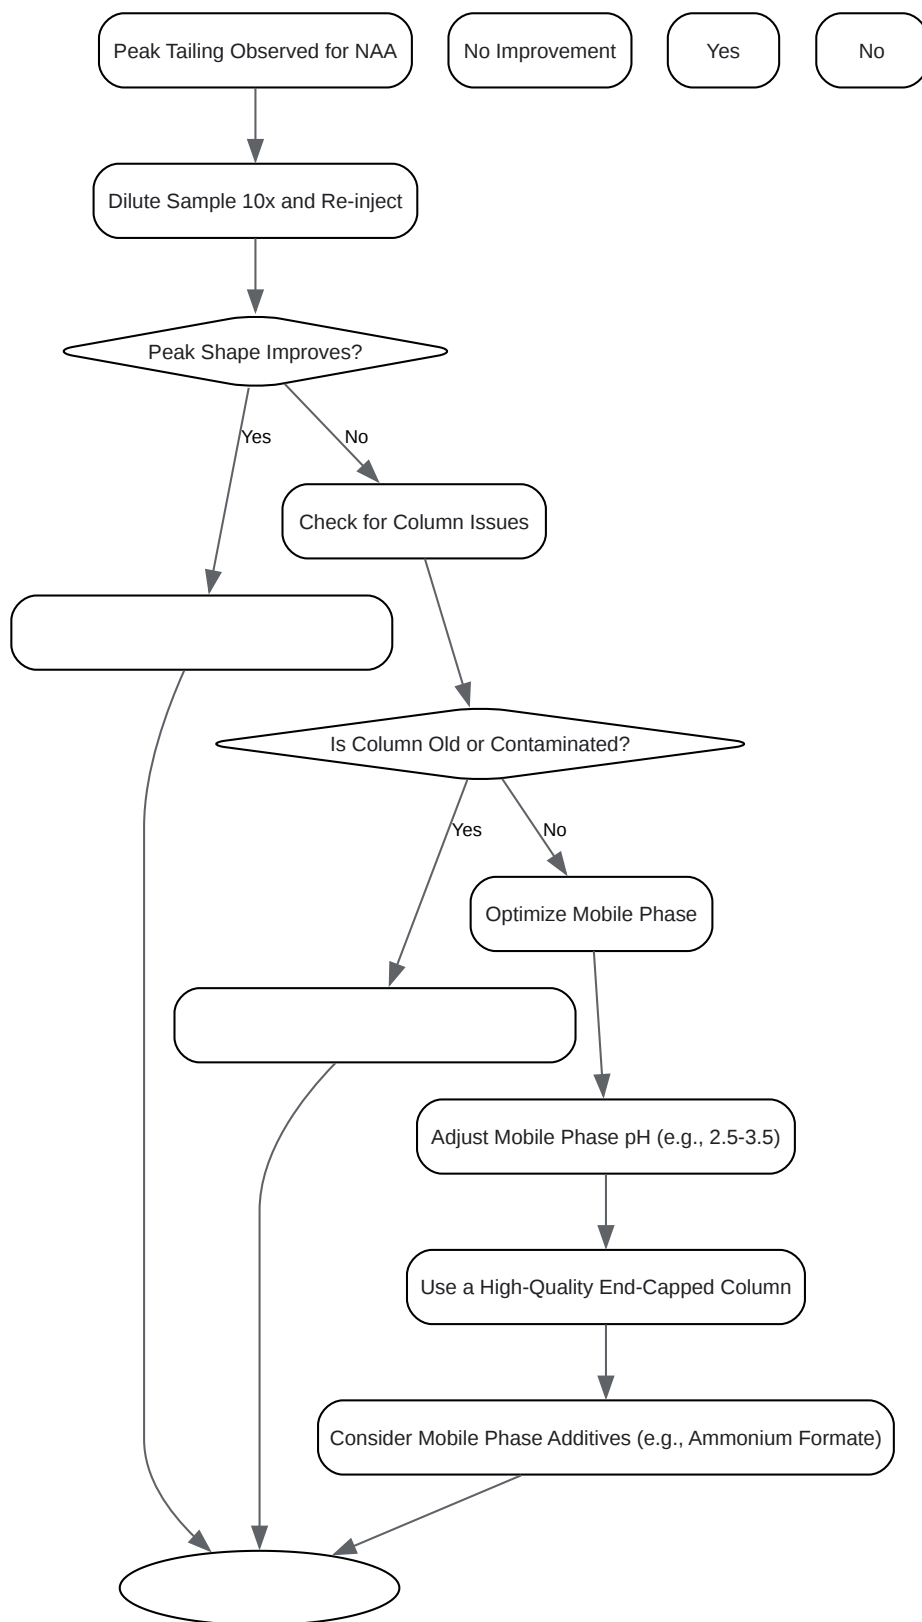 Peak Tailing Observed for NAA
No Improvement
Yes
No
Dilute Sample 10x and Re-inject
Peak Shape Improves?
Yes
No
Check for Column Issues
Is Column Old or Contaminated?
Yes
No
Optimize Mobile Phase
Adjust Mobile Phase pH (e.g., 2.5-3.5)
Use a High-Quality End-Capped Column
Consider Mobile Phase Additives (e.g., Ammonium Formate)